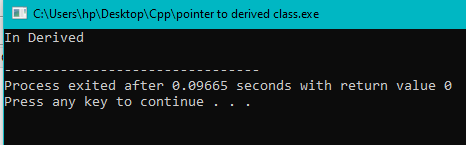 C:\Users\hp\Desktop\Cpp\pointer to derived class.exe
In Derived
--------------------------------
Process exited after 0.09665 seconds with return value 0
Press any key to continue . . .